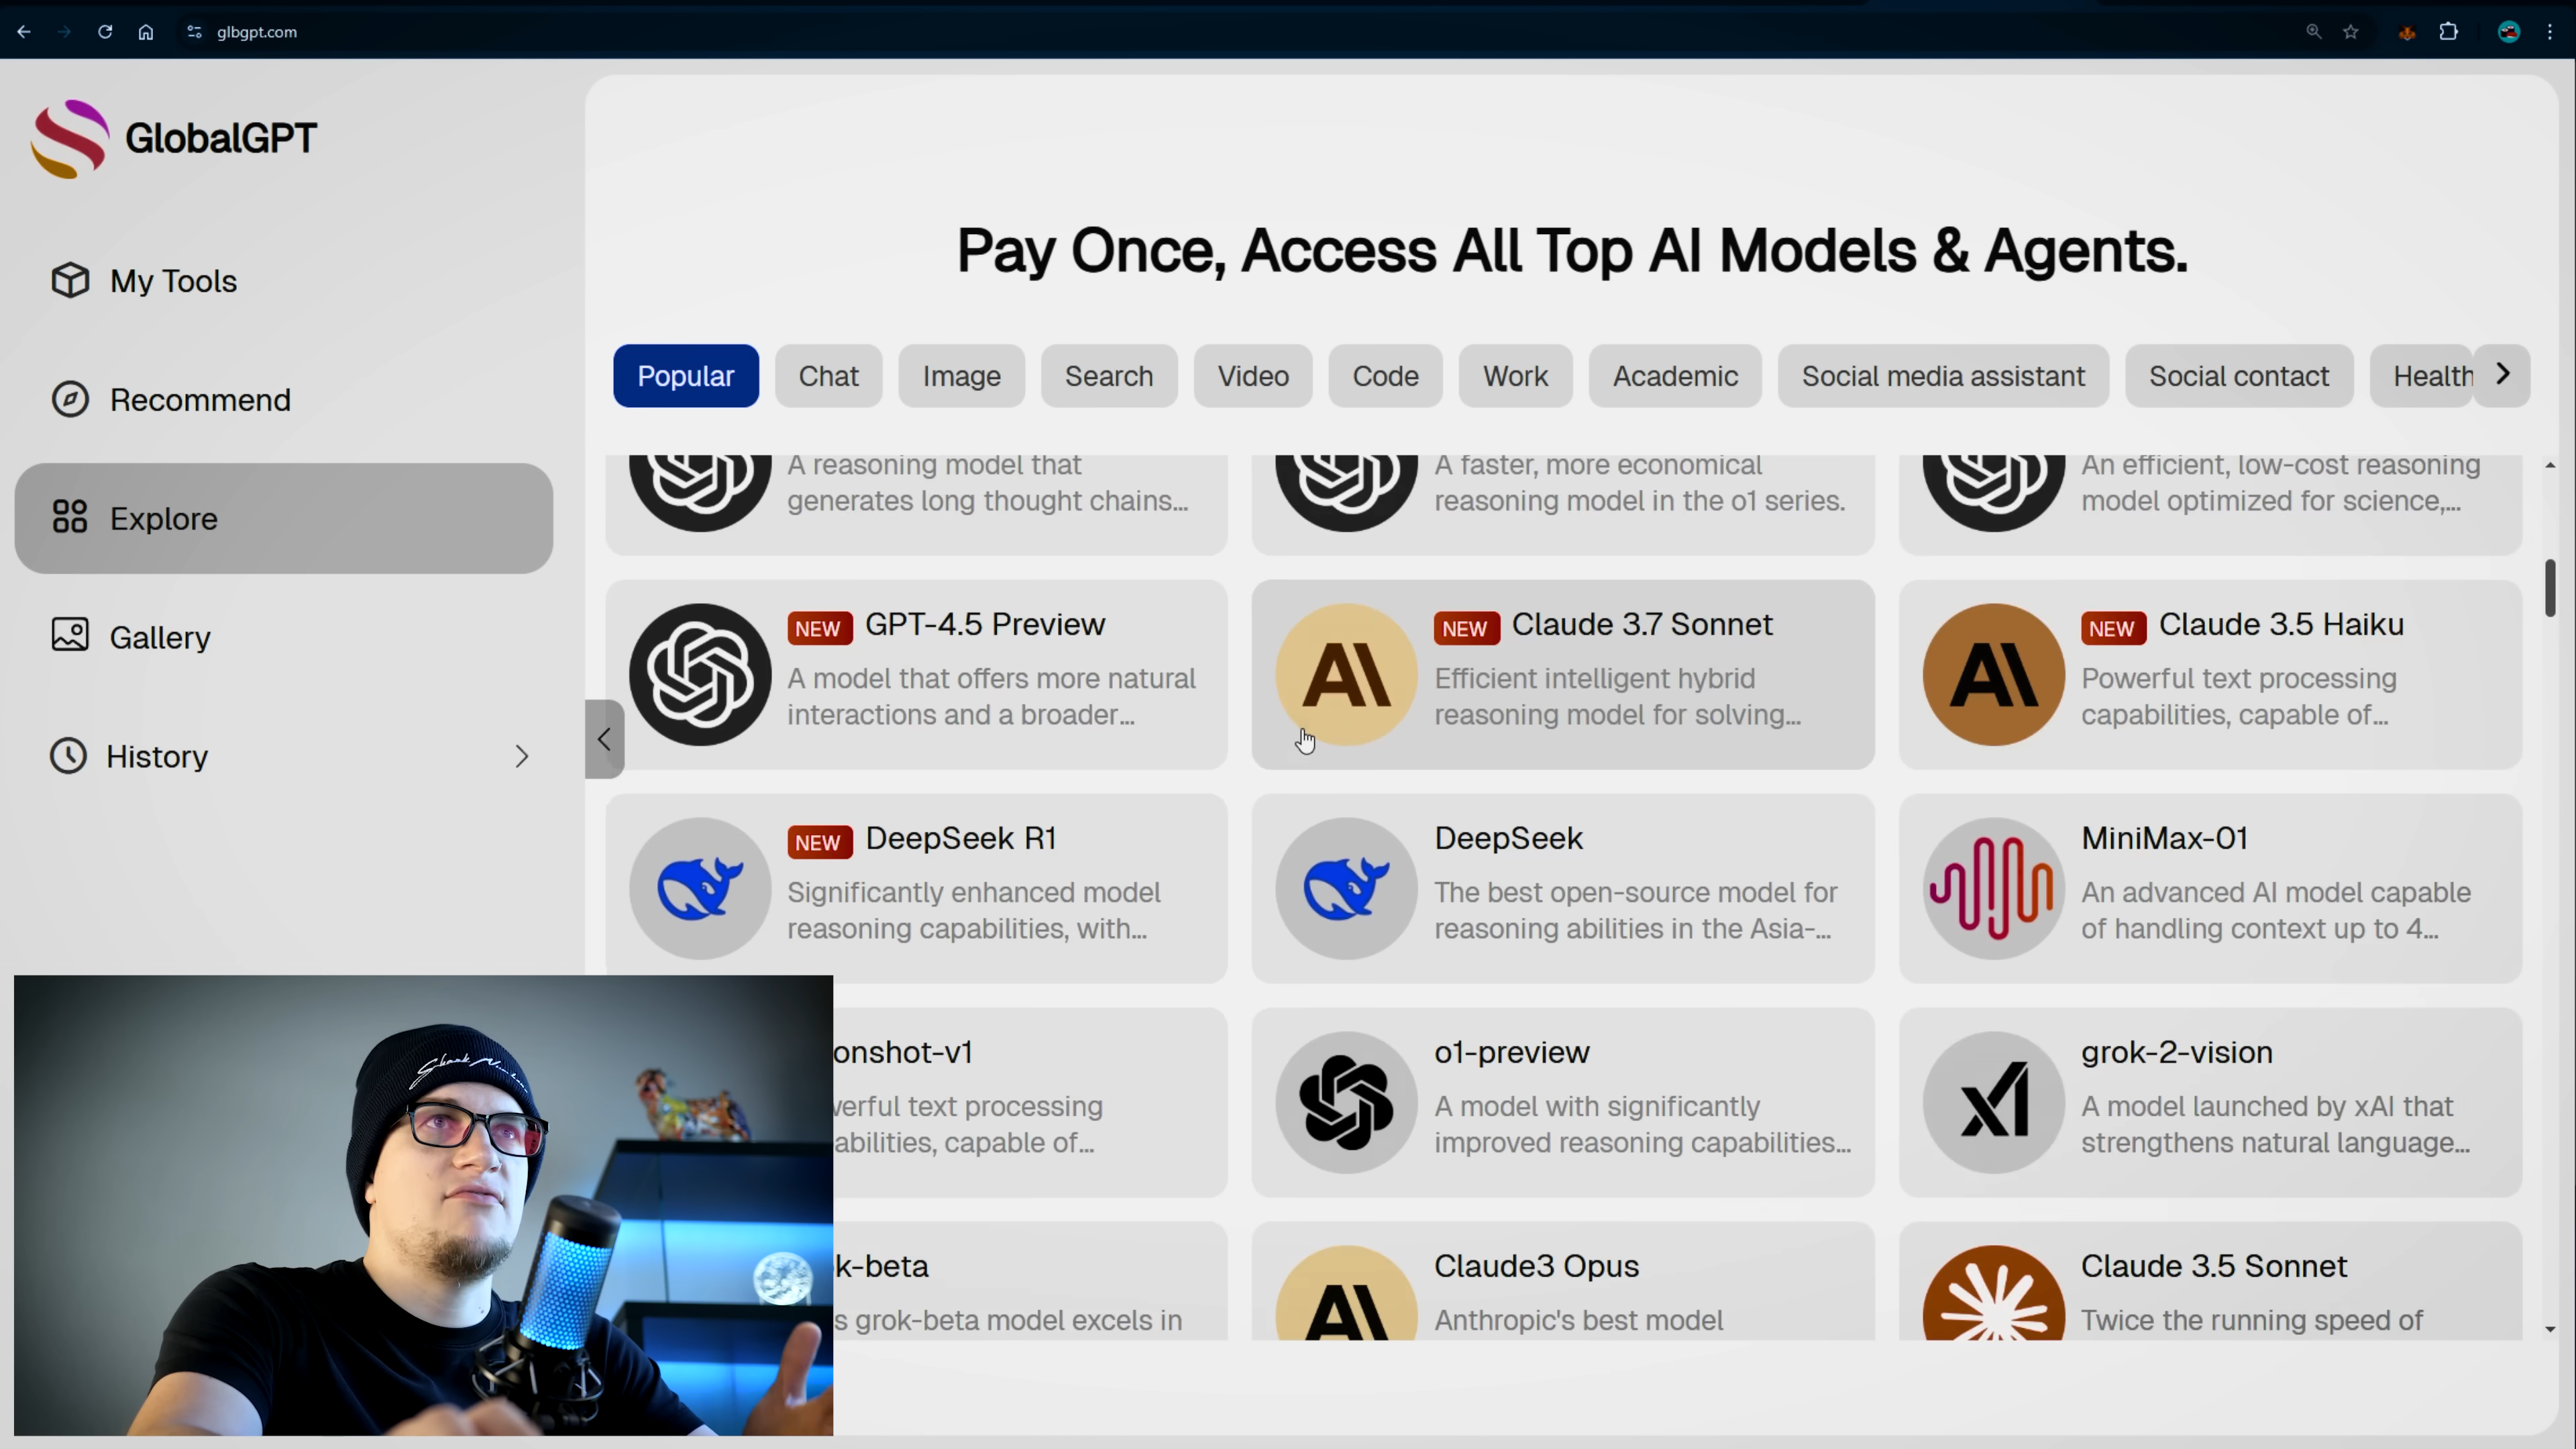 glbgpt.com
GlobalGPT
My Tools
Recommend
Explore
Gallery
History
Pay Once, Access All Top AI Models & Agents.
Popular
Chat
Image
Search
Video
Code
Work
Academic
Social media assistant
Social contact
Health
A reasoning model that
generates long thought chains...
A faster, more economical
reasoning model in the o1 series.
An efficient, low-cost reasoning
model optimized for science,...
NEW GPT-4.5 Preview
A model that offers more natural
interactions and a broader...
NEW Claude 3.7 Sonnet
Efficient intelligent hybrid
reasoning model for solving...
NEW Claude 3.5 Haiku
Powerful text processing
capabilities, capable of...
NEW DeepSeek R1
Significantly enhanced model
reasoning capabilities, with...
DeepSeek
The best open-source model for
reasoning abilities in the Asia-...
MiniMax-01
An advanced AI model capable
of handling context up to 4...
onshot-v1
verful text processing
abilities, capable of...
o1-preview
A model with significantly
improved reasoning capabilities...
xI
grok-2-vision
A model launched by xAI that
strengthens natural language...
k-beta
s grok-beta model excels in
Claude3 Opus
Anthropic's best model
Claude 3.5 Sonnet
Twice the running speed of